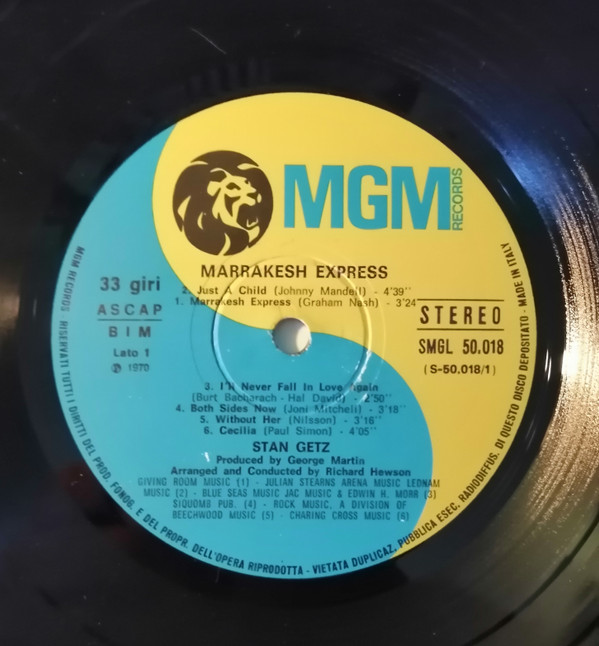 MGM RECORDS
MARRAKESH EXPRESS
2. Just A Child (Johnny Mandell) - 4'39''
1. Marrakesh Express (Graham Nash) - 3'24
33 giri
ASCAP
BIM
Lato 1
℗ 1970
STEREO
SMGL 50.018
(S-50.018/1)
3. I'll Never Fall In Love Again
(Burt Bacharach - Hal David) - 2'50''
4. Both Sides Now (Joni Mitchell) - 3'18''
5. Without Her (Nilsson) - 3'16''
6. Cecilia (Paul Simon) - 4'05''
STAN GETZ
Produced by George Martin
Arranged and Conducted by Richard Hewson
GIVING ROOM MUSIC (1) - JULIAN STEARNS ARENA MUSIC LEDNAM
MUSIC (2) - BLUE SEAS MUSIC JAC MUSIC & EDWIN H. MORR (3)
SIQUOMB PUB. (4) - ROCK MUSIC, A DIVISION OF
BEECHWOOD MUSIC (5) - CHARING CROSS MUSIC (6)
MGM RECORDS RISERVATI TUTTI I DIRITTI DEL PROD. FONOG. E DEL PROPR. DELL'OPERA RIPRODOTTA - VIETATA DUPLICAZ. PUBBLICA ESEC. RADIODIFFUS. DI QUESTO DISCO DEPOSITATO - MADE IN ITALY